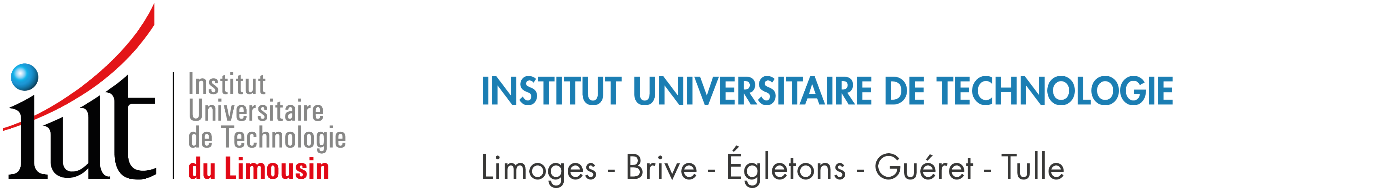 iut
Institut
Universitaire
de Technologie
du Limousin
INSTITUT UNIVERSITAIRE DE TECHNOLOGIE
Limoges - Brive - Égletons - Guéret - Tulle